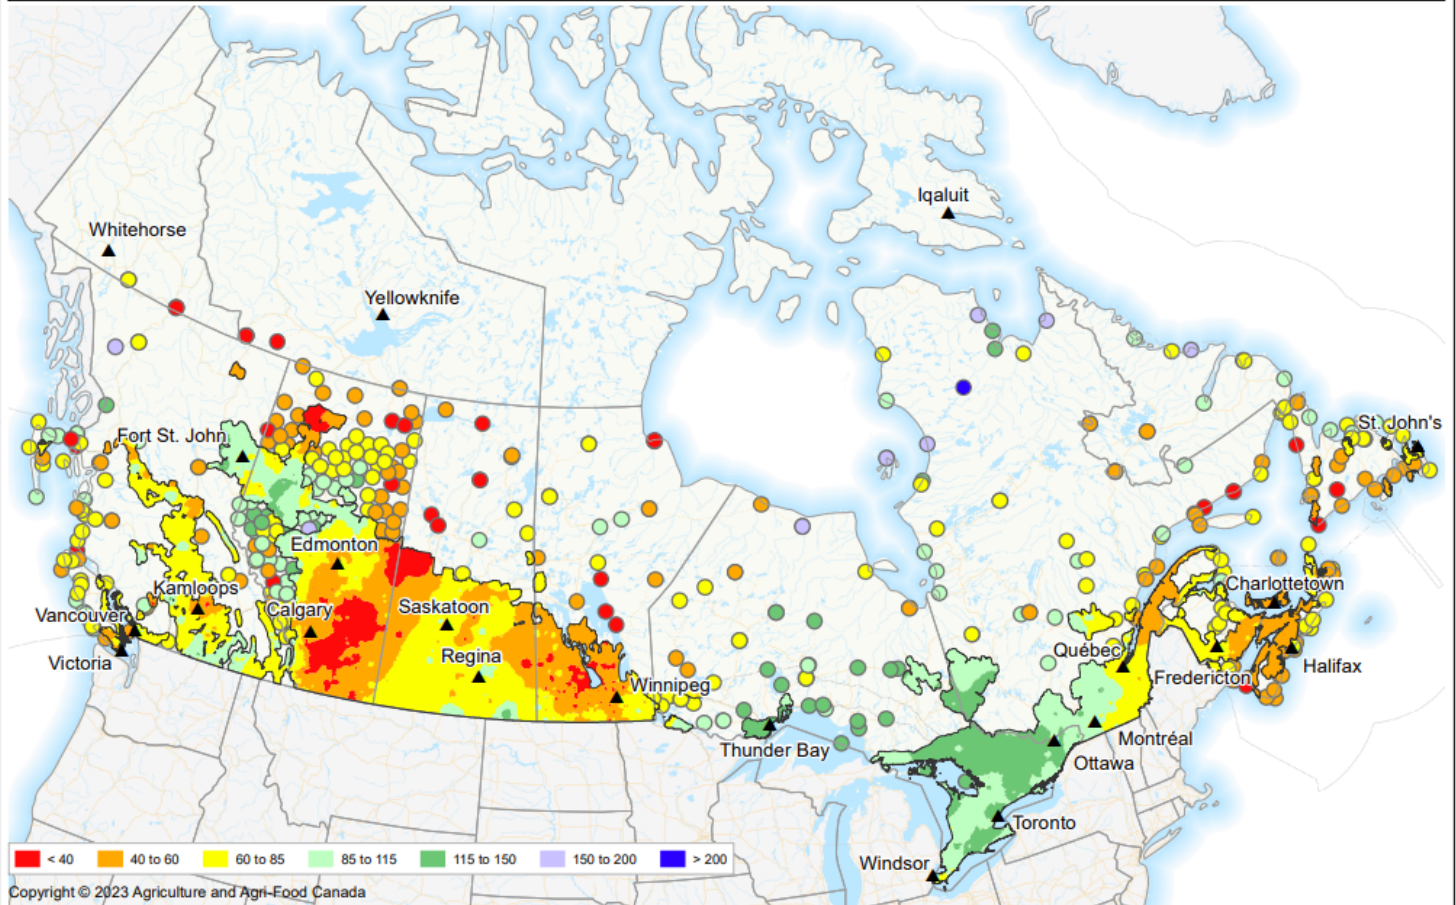 Iqaluit
Whitehorse
Yellowknife
St. John's
Fort St. John
Edmonton
Charlottetown
Kamloops
Calgary
Saskatoon
Vancouver
Québec
Regina
Victoria
Halifax
Fredericton
Winnipeg
Montréal
Thunder Bay
Ottawa
Toronto
Windsor
< 40 40 to 60 60 to 85 85 to 115 115 to 150 150 to 200 > 200
Copyright © 2023 Agriculture and Agri-Food Canada